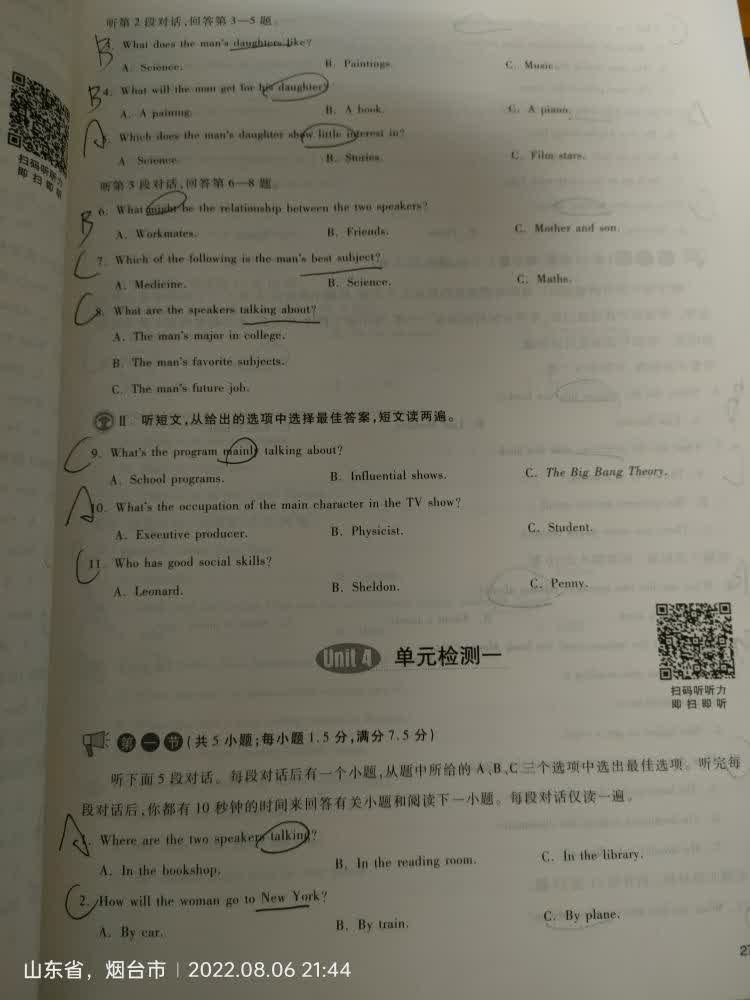 听第2段对话,回答第3—5题。
B 3. What does the man's daughters like?
A. Science. B. Paintings. C. Music.
B 4. What will the man get for his daughter?
A. A paining. B. A book. C. A piano.
A 5. Which does the man's daughter show little interest in?
A Science. B. Stories. C. Film stars.
扫码听听力
即扫即听
听第3段对话,回答第6—8题。
B 6. What might be the relationship between the two speakers?
A. Workmates. B. Friends. C. Mother and son.
C 7. Which of the following is the man's best subject?
A. Medicine. B. Science. C. Maths.
C 8. What are the speakers talking about?
A. The man's major in college.
B. The man's favorite subjects.
C. The man's future job.
Ⅱ. 听短文,从给出的选项中选择最佳答案,短文读两遍。
C 9. What's the program mainly talking about?
A. School programs. B. Influential shows. C. The Big Bang Theory.
A 10. What's the occupation of the main character in the TV show?
A. Executive producer. B. Physicist. C. Student.
C 11. Who has good social skills?
A. Leonard. B. Sheldon. C. Penny.
Unit 4 单元检测一
扫码听听力
即扫即听
第一节(共5小题;每小题1.5分,满分7.5分)
听下面5段对话。每段对话后有一个小题,从题中所给的A、B、C三个选项中选出最佳选项。听完每
段对话后,你都有10秒钟的时间来回答有关小题和阅读下一小题。每段对话仅读一遍。
A 1. Where are the two speakers talking?
A. In the bookshop. B. In the reading room. C. In the library.
C 2. How will the woman go to New York?
A. By car. B. By train. C. By plane.
山东省,烟台市 | 2022.08.06 21:44